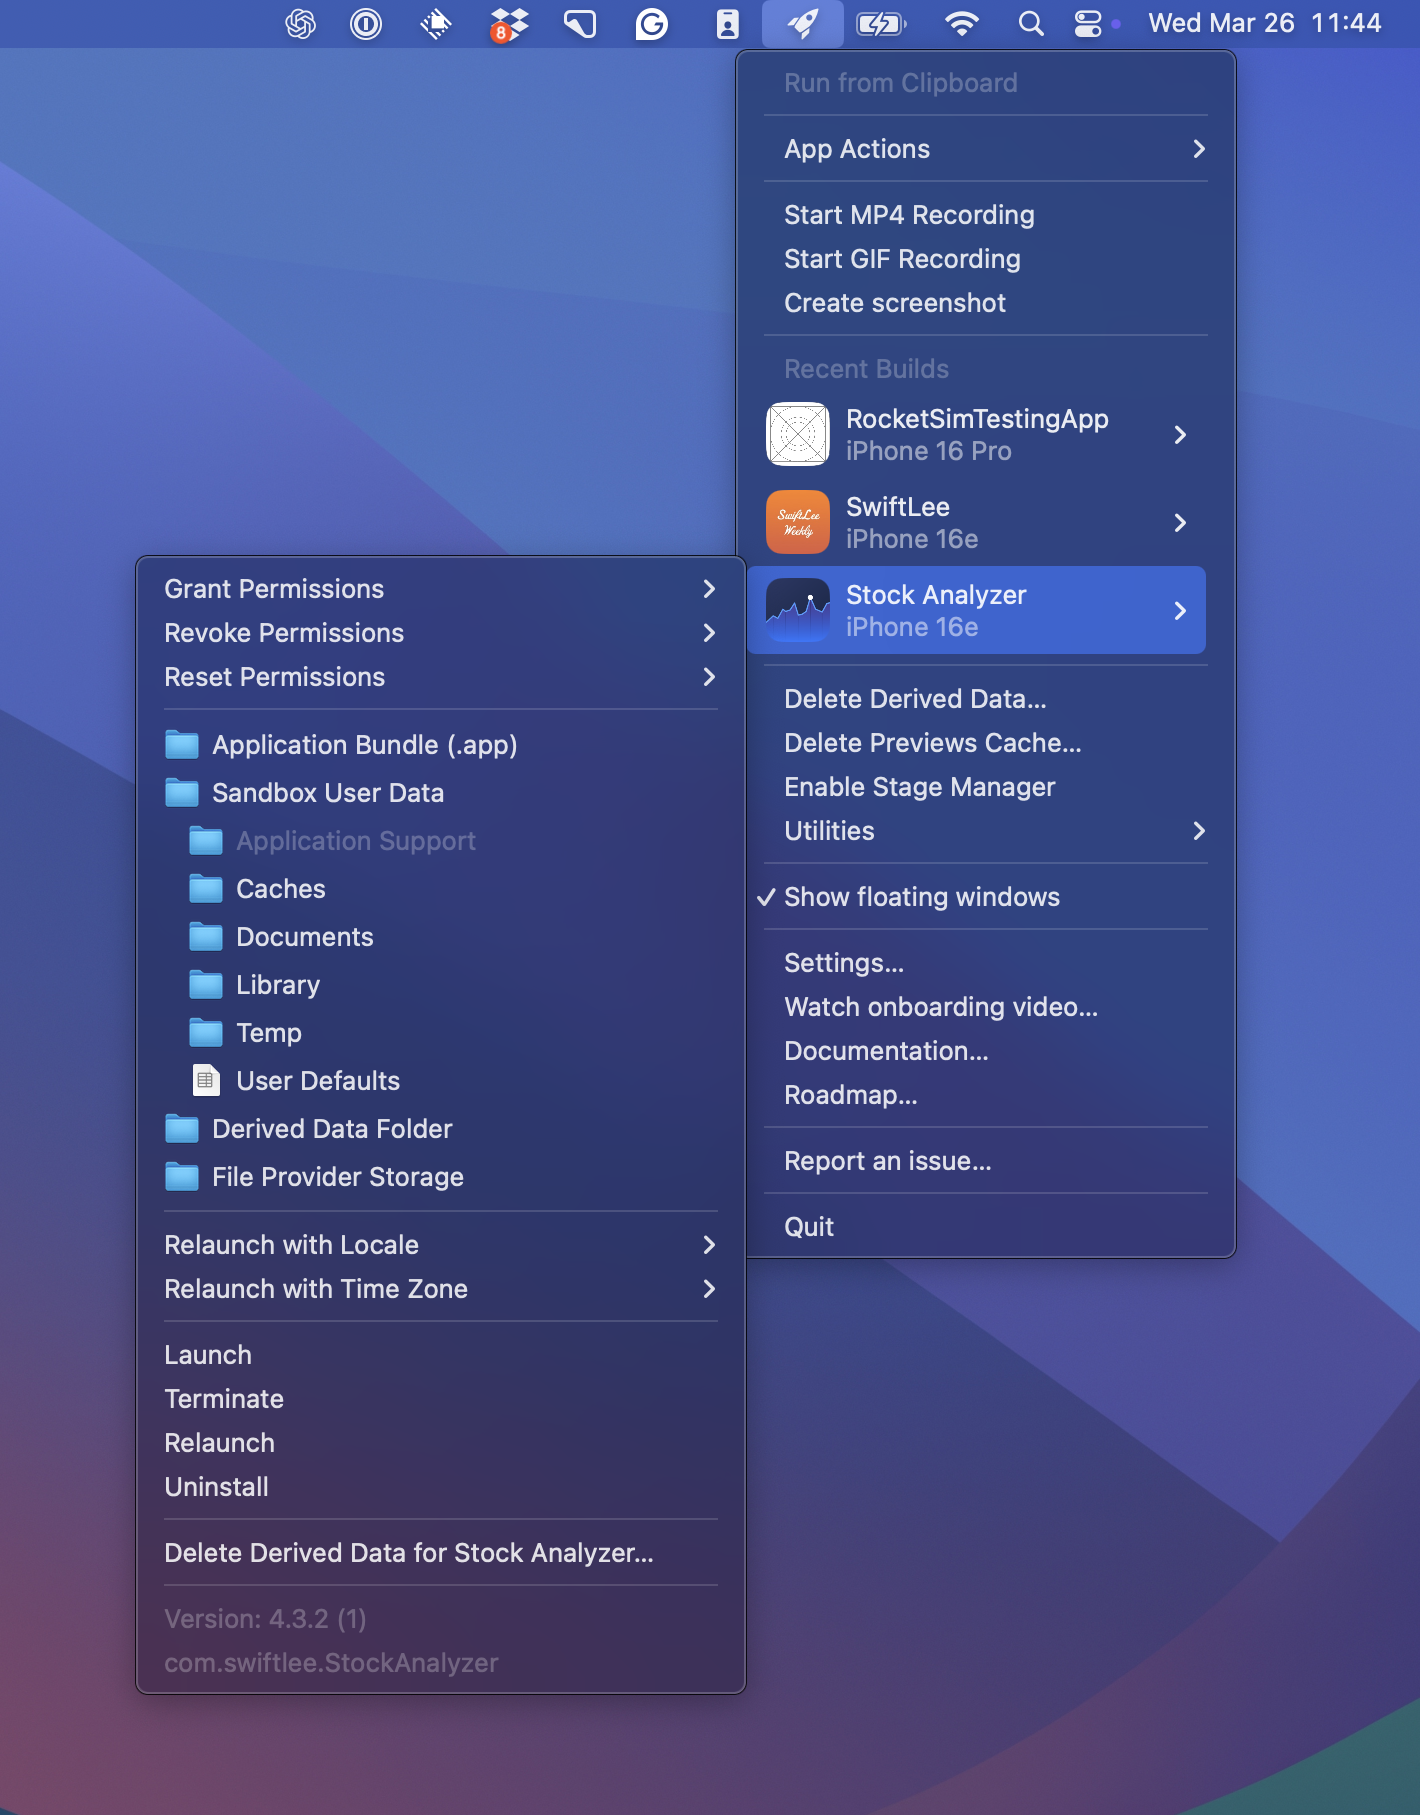 8
Wed Mar 26 11:44
Run from Clipboard
App Actions
Start MP4 Recording
Start GIF Recording
Create screenshot
Recent Builds
RocketSimTestingApp
iPhone 16 Pro
SwiftLee Weekly
SwiftLee
iPhone 16e
Stock Analyzer
iPhone 16e
Delete Derived Data...
Delete Previews Cache...
Enable Stage Manager
Utilities
Show floating windows
Settings...
Watch onboarding video...
Documentation...
Roadmap...
Report an issue...
Quit
Grant Permissions
Revoke Permissions
Reset Permissions
Application Bundle (.app)
Sandbox User Data
Application Support
Caches
Documents
Library
Temp
User Defaults
Derived Data Folder
File Provider Storage
Relaunch with Locale
Relaunch with Time Zone
Launch
Terminate
Relaunch
Uninstall
Delete Derived Data for Stock Analyzer...
Version: 4.3.2 (1)
com.swiftlee.StockAnalyzer